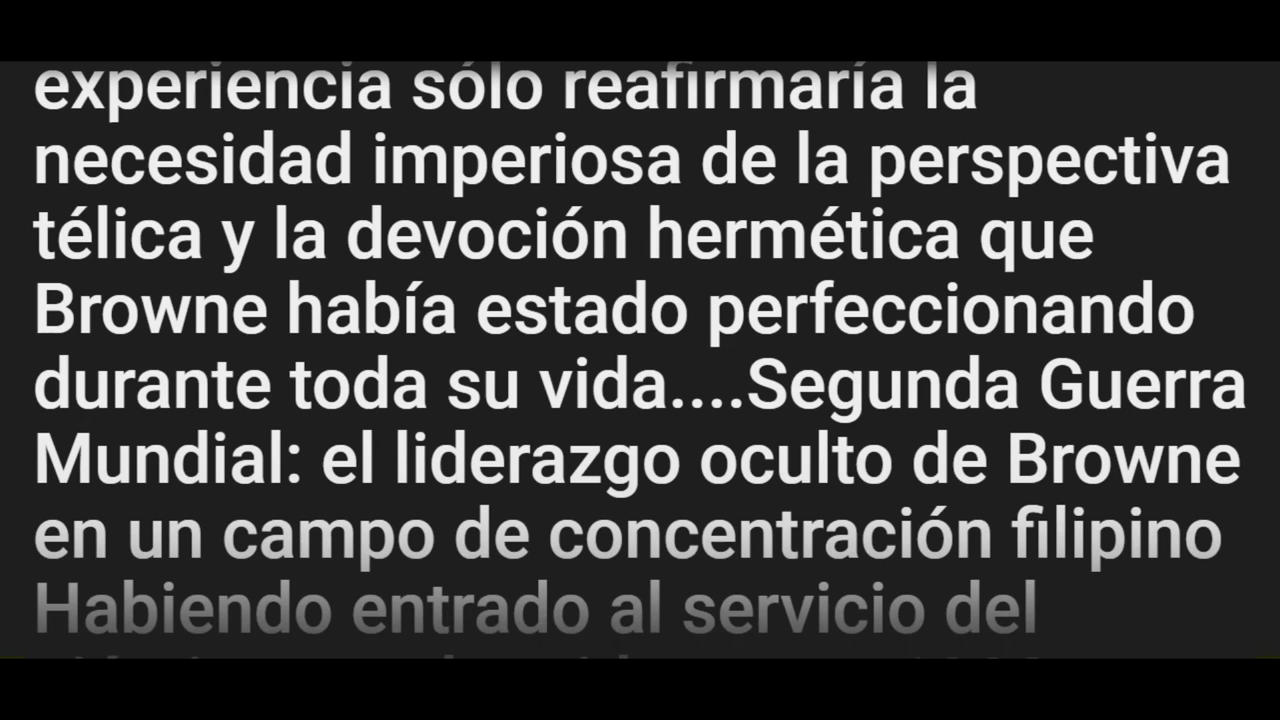 experiencia sólo reafirmaría la
necesidad imperiosa de la perspectiva
télica y la devoción hermética que
Browne había estado perfeccionando
durante toda su vida....Segunda Guerra
Mundial: el liderazgo oculto de Browne
en un campo de concentración filipino
Habiendo entrado al servicio del